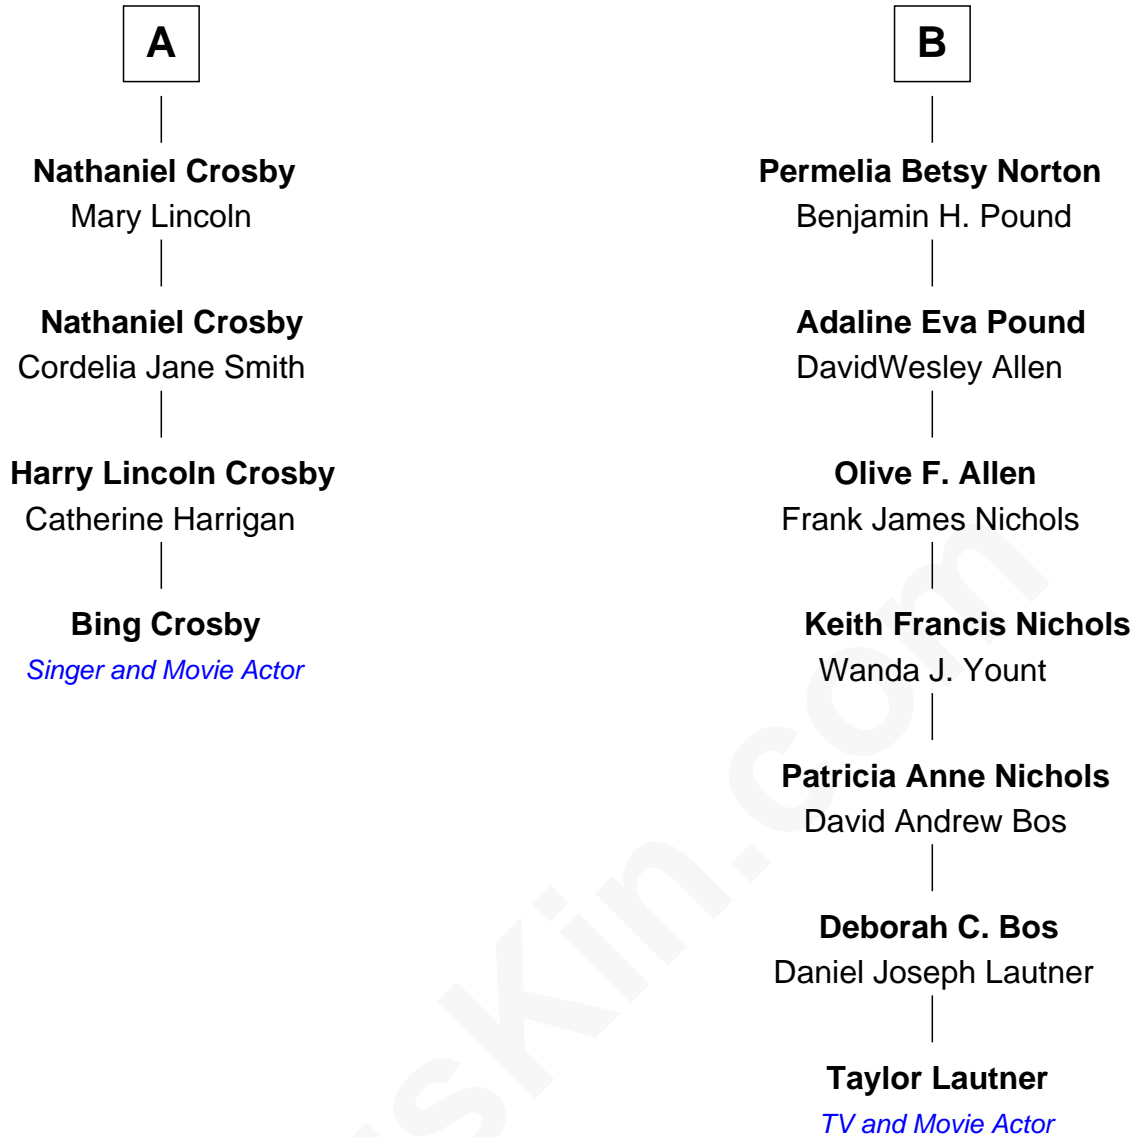 A
Nathaniel Crosby
Mary Lincoln
Nathaniel Crosby
Cordelia Jane Smith
Harry Lincoln Crosby
Catherine Harrigan
Bing Crosby
Singer and Movie Actor
B
Permelia Betsy Norton
Benjamin H. Pound
Adaline Eva Pound
DavidWesley Allen
Olive F. Allen
Frank James Nichols
Keith Francis Nichols
Wanda J. Yount
Patricia Anne Nichols
David Andrew Bos
Deborah C. Bos
Daniel Joseph Lautner
Taylor Lautner
TV and Movie Actor
sKin.com